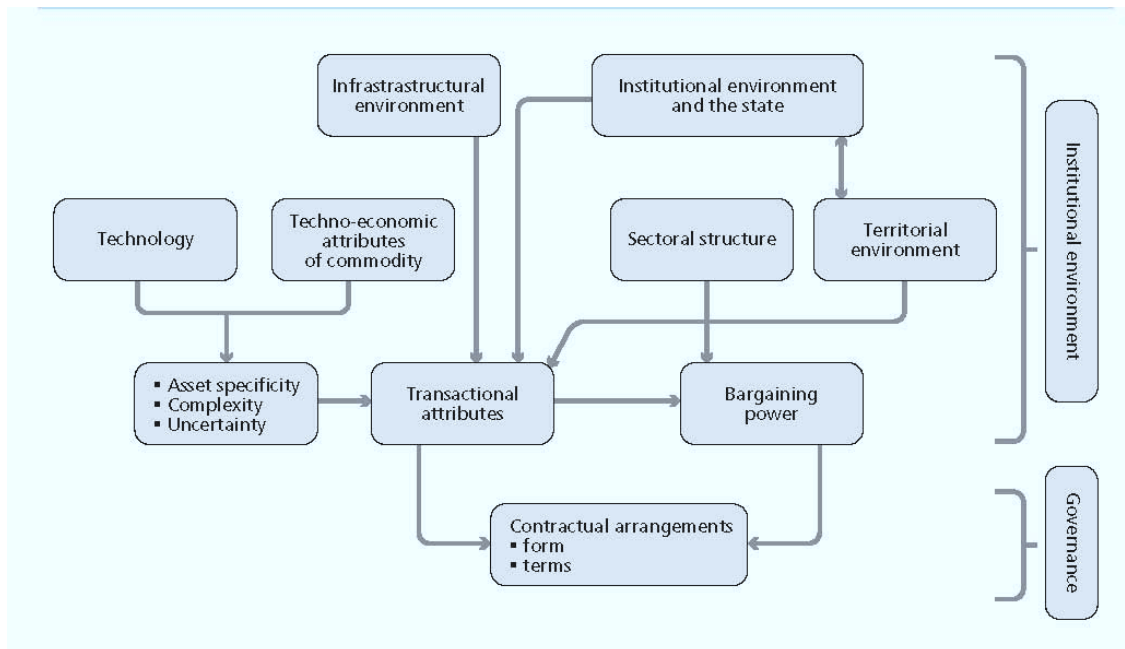 Infrastrastructural
environment
Institutional environment
and the state
Technology
Techno-economic
attributes
of commodity
Sectoral structure
Territorial
environment
▪ Asset specificity
▪ Complexity
▪ Uncertainty
Transactional
attributes
Bargaining
power
Contractual arrangements
▪ form
▪ terms
Institutional environment
Governance